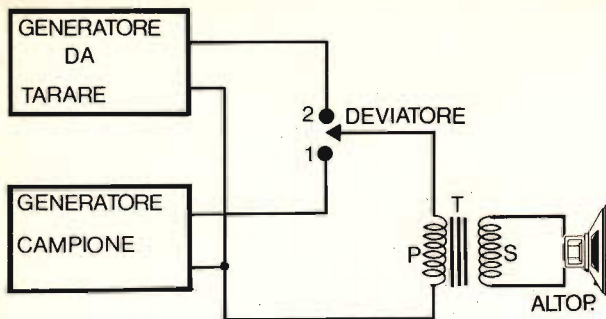 GENERATORE
DA
TARARE
2 DEVIATORE
1
GENERATORE
CAMPIONE
T
P S
ALTOP.